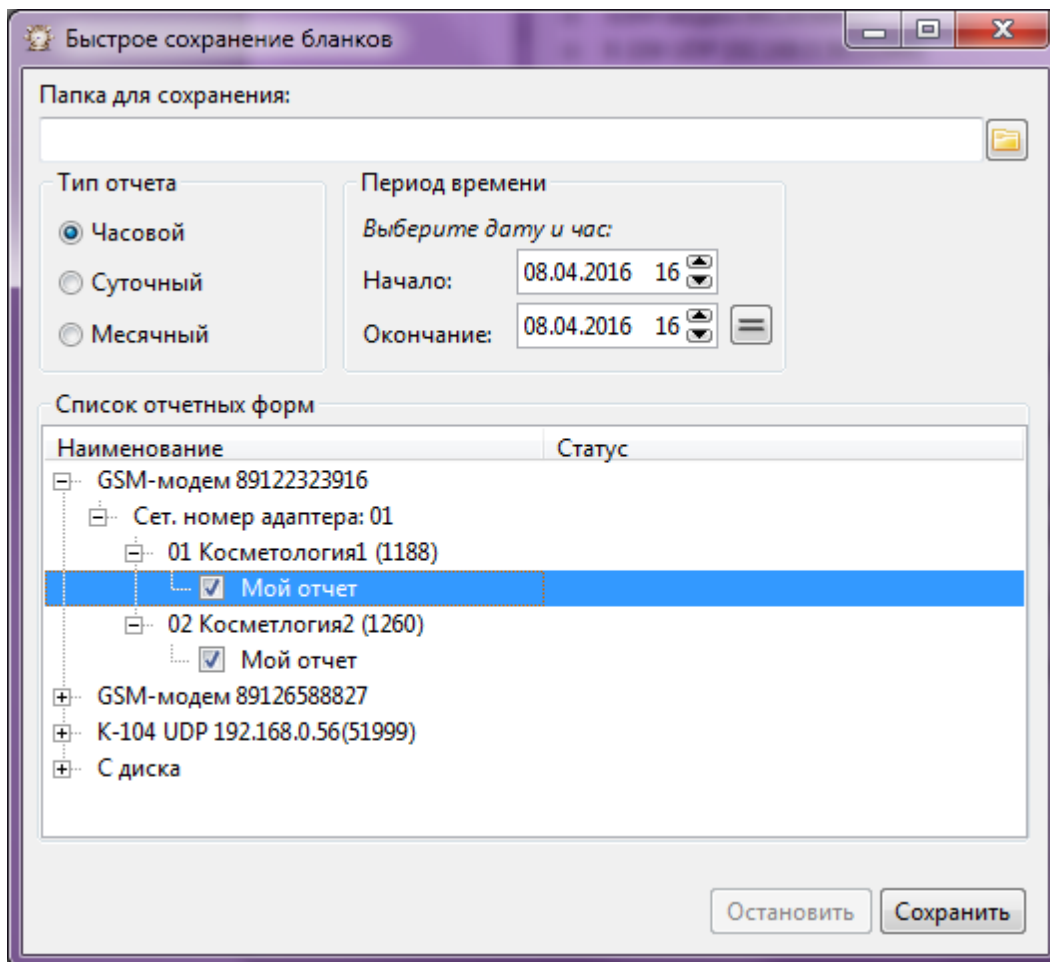 Быстрое сохранение бланков
Папка для сохранения:
Тип отчета
Часовой
Суточный
Месячный
Период времени
Выберите дату и час:
Начало: 08.04.2016 16
Окончание: 08.04.2016 16
Список отчетных форм
Наименование Статус
GSM-модем 89122323916
Сет. номер адаптера: 01
01 Косметология1 (1188)
Мой отчет
02 Косметлогия2 (1260)
Мой отчет
GSM-модем 89126588827
К-104 UDP 192.168.0.56(51999)
С диска
Остановить Сохранить